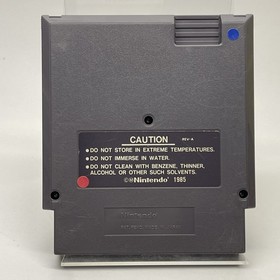 CAUTION
REV-A
● DO NOT STORE IN EXTREME TEMPERATURES.
● DO NOT IMMERSE IN WATER.
● DO NOT CLEAN WITH BENZENE, THINNER,
ALCOHOL OR OTHER SUCH SOLVENTS.
©®Nintendo® 1985